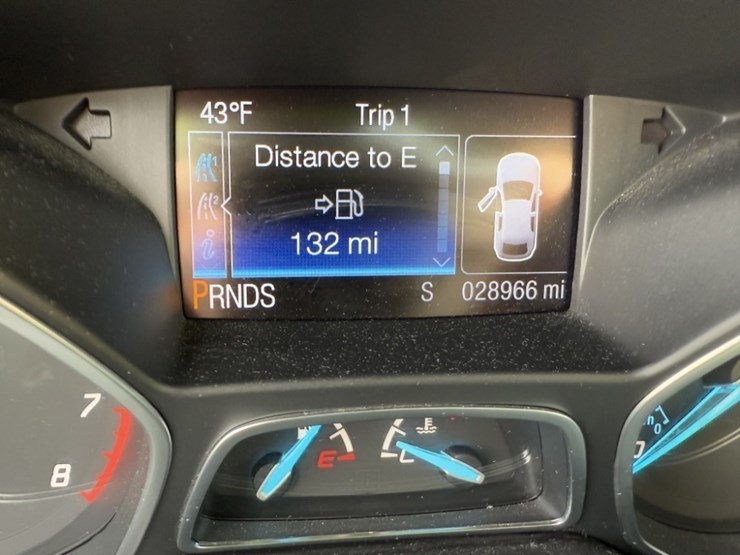 43°F Trip 1
Distance to E
132 mi
PRNDS S 028966 mi
7
8
E